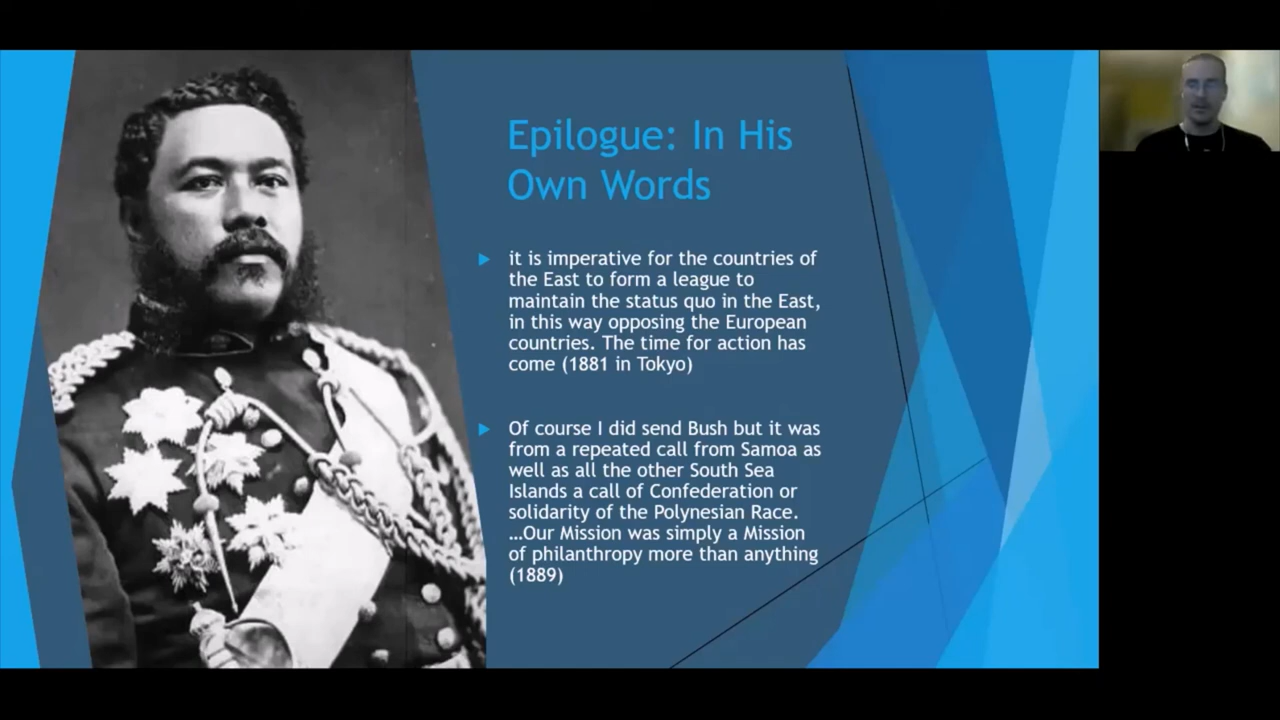 Epilogue: In His
Own Words
it is imperative for the countries of
the East to form a league to
maintain the status quo in the East,
in this way opposing the European
countries. The time for action has
come (1881 in Tokyo)
Of course I did send Bush but it was
from a repeated call from Samoa as
well as all the other South Sea
Islands a call of Confederation or
solidarity of the Polynesian Race.
…Our Mission was simply a Mission
of philanthropy more than anything
(1889)